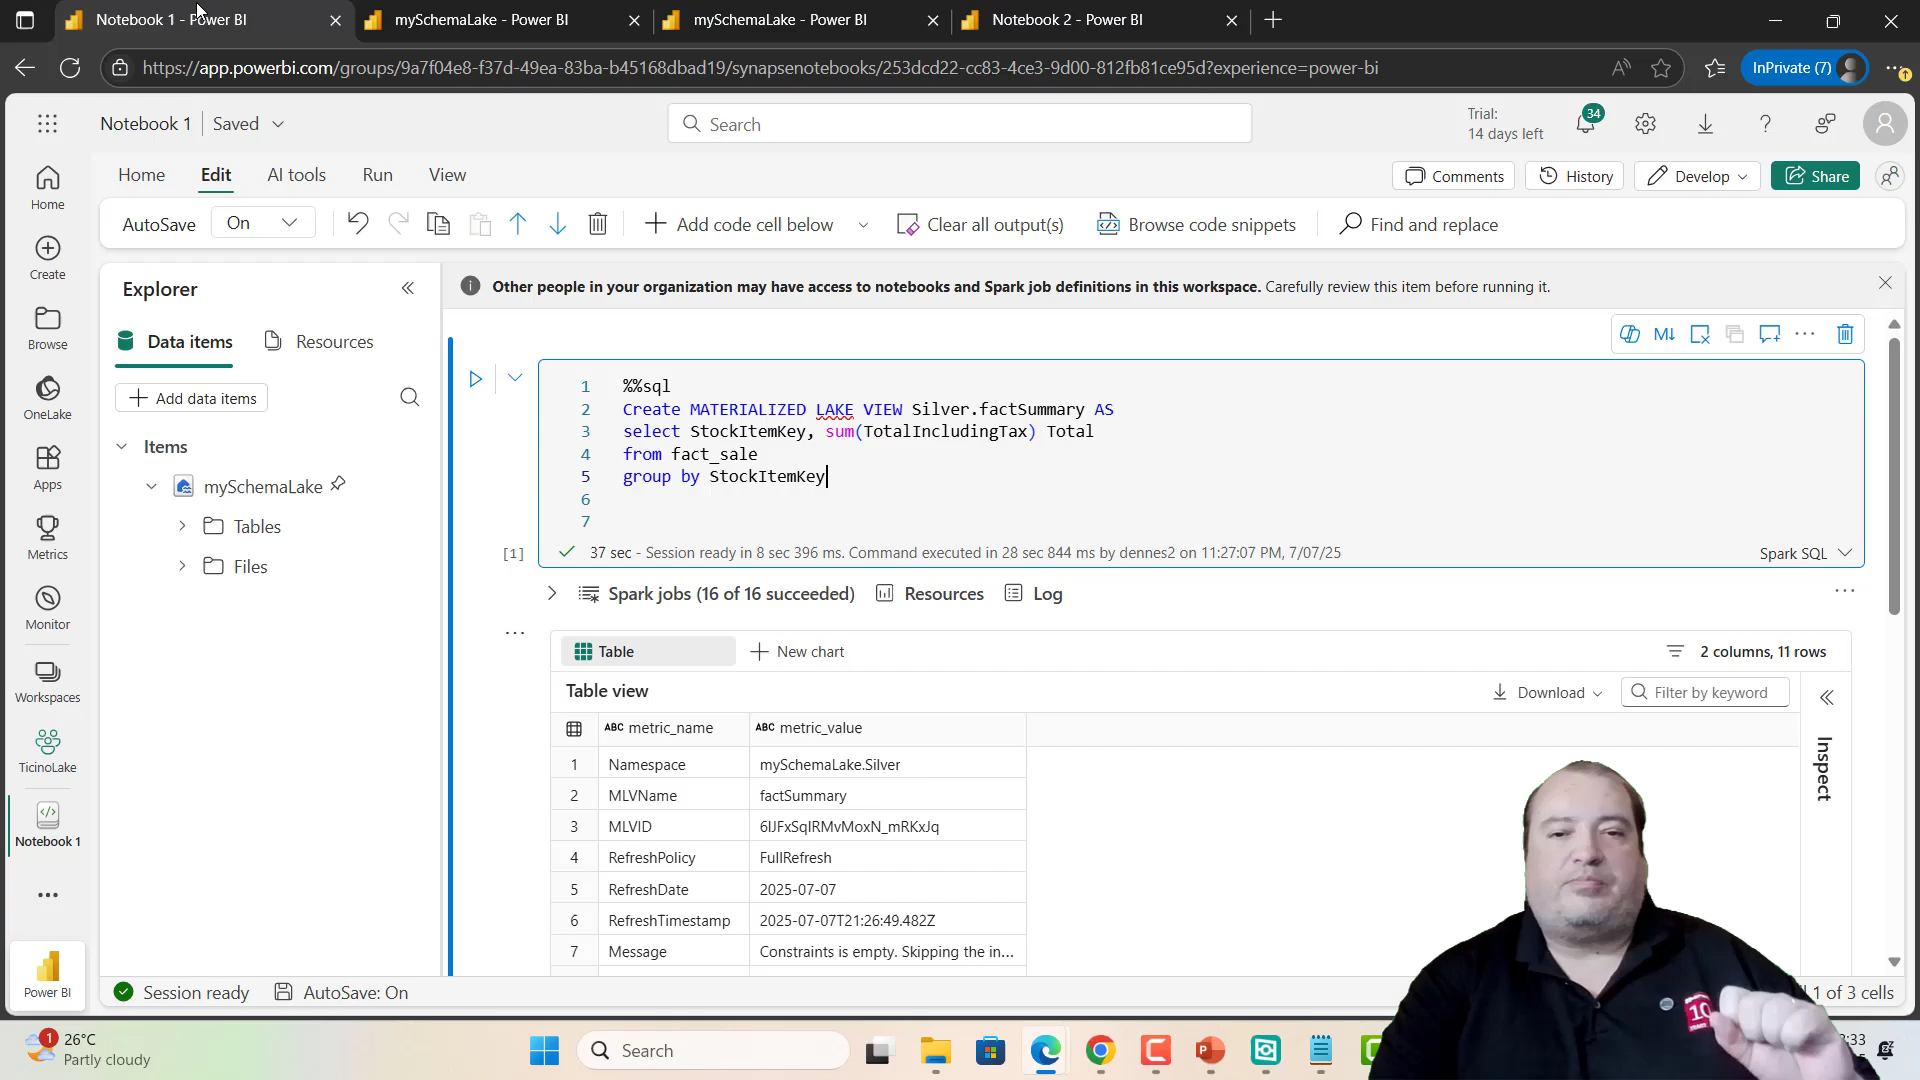 Notebook 1 - Power BI
mySchemaLake - Power BI
mySchemaLake - Power BI
Notebook 2 - Power BI
https://app.powerbi.com/groups/9a7f04e8-f37d-49ea-83ba-b45168dbad19/synapsenotebooks/253dcd22-cc83-4ce3-9d00-812fb81ce95d?experience=power-bi
InPrivate (7)
Notebook 1
Saved
Search
Trial:
14 days left
34
Home
Edit
AI tools
Run
View
Comments
History
Develop
Share
AutoSave
On
Add code cell below
Clear all output(s)
Browse code snippets
Find and replace
Home
Create
Browse
OneLake
Apps
Metrics
Monitor
Workspaces
TicinoLake
Notebook 1
Power BI
Explorer
Data items
Resources
Add data items
Items
mySchemaLake
Tables
Files
Other people in your organization may have access to notebooks and Spark job definitions in this workspace. Carefully review this item before running it.
M↓
1 %%sql
2 Create MATERIALIZED LAKE VIEW Silver.factSummary AS
3 select StockItemKey, sum(TotalIncludingTax) Total
4 from fact_sale
5 group by StockItemKey
6
7
[1]
37 sec - Session ready in 8 sec 396 ms. Command executed in 28 sec 844 ms by dennes2 on 11:27:07 PM, 7/07/25
Spark SQL
Spark jobs (16 of 16 succeeded)
Resources
Log
Table
New chart
2 columns, 11 rows
Table view
Download
Filter by keyword
Inspect
ABC metric_name ABC metric_value
1 Namespace mySchemaLake.Silver
2 MLVName factSummary
3 MLVID 6IJFxSqIRMvMoxN_mRKxJq
4 RefreshPolicy FullRefresh
5 RefreshDate 2025-07-07
6 RefreshTimestamp 2025-07-07T21:26:49.482Z
7 Message Constraints is empty. Skipping the in...
Session ready
AutoSave: On
1 of 3 cells
1
26°C
Partly cloudy
Search
10
:33